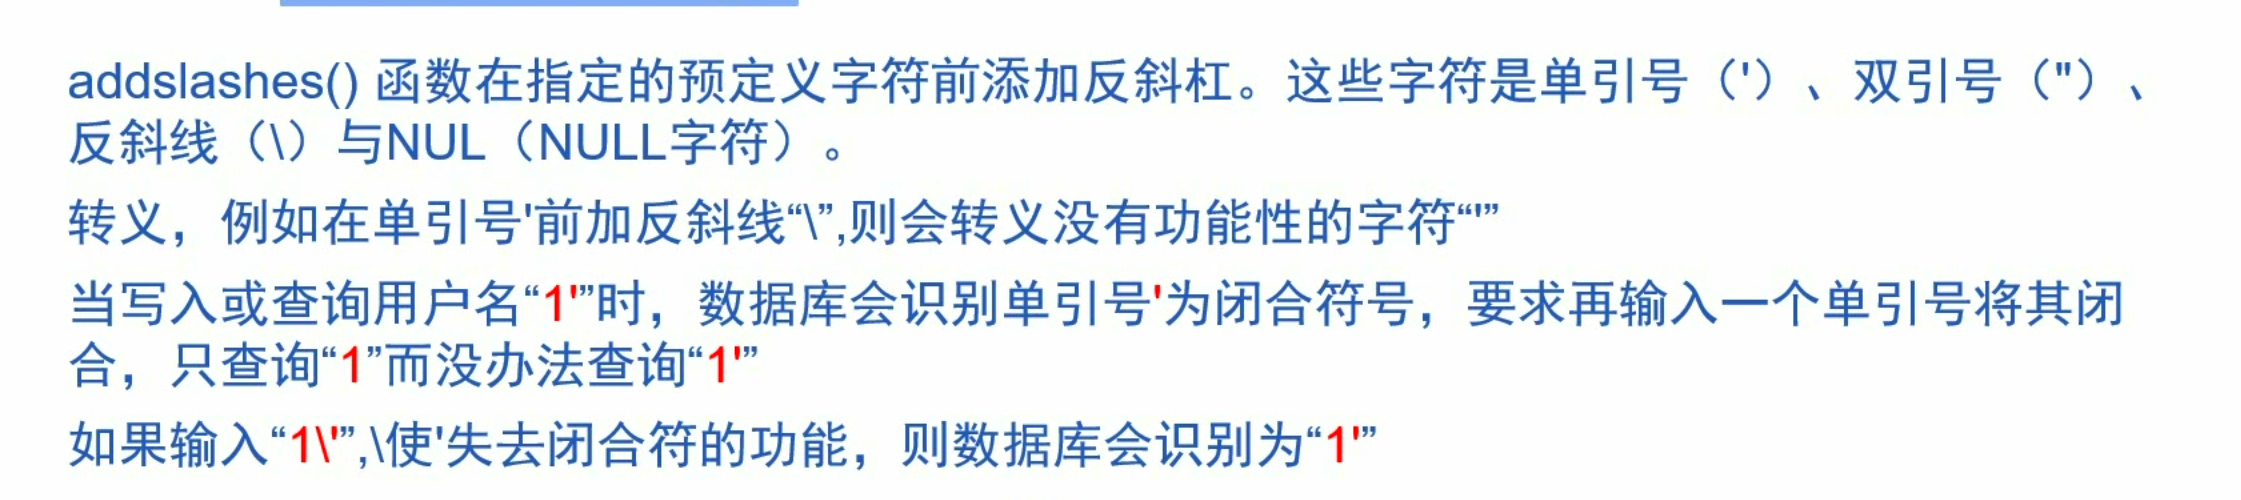 addslashes() 函数在指定的预定义字符前添加反斜杠。这些字符是单引号（'）、双引号（"）、
反斜线（\）与NUL（NULL字符）。
转义，例如在单引号'前加反斜线“\”,则会转义没有功能性的字符“'”
当写入或查询用户名“1'”时，数据库会识别单引号'为闭合符号，要求再输入一个单引号将其闭
合，只查询“1”而没办法查询“1'”
如果输入“1\'”,\使'失去闭合符的功能，则数据库会识别为“1'”